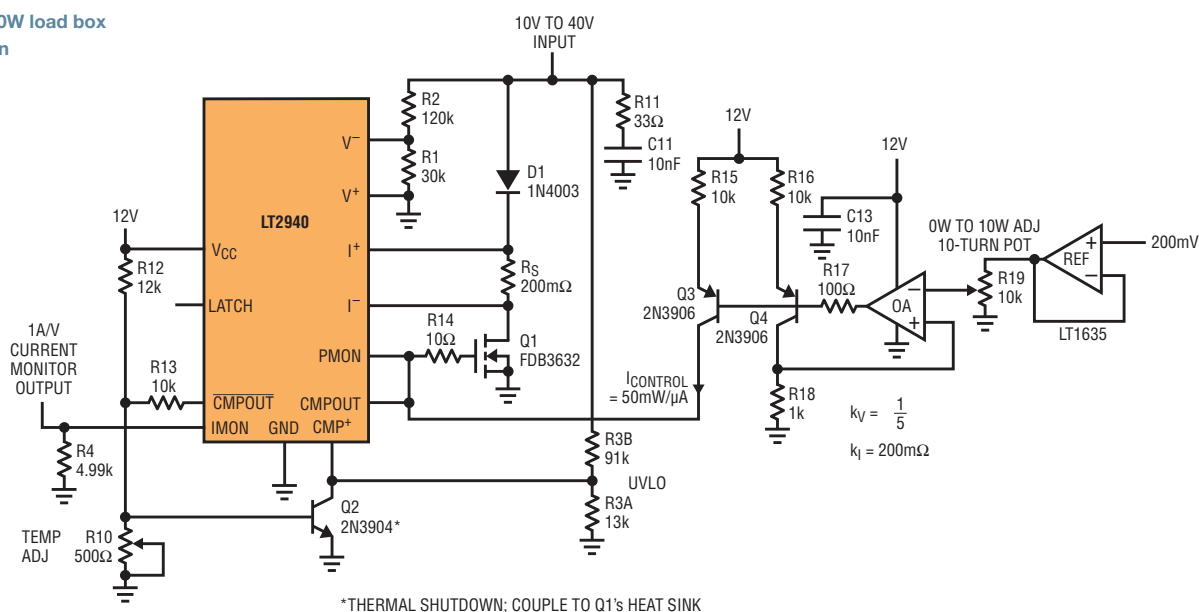 0W load box
n
10V TO 40V
INPUT
R2
120k
R11
33Ω
C11
10nF
V−
R1
30k
D1
1N4003
V+
LT2940
12V
VCC
I+
R12
12k
RS
200mΩ
LATCH
I−
1A/V
CURRENT
MONITOR
OUTPUT
R14
10Ω
Q1
FDB3632
PMON
R13
10k
CMPOUT
CMPOUT
IMON
GND
CMP+
R4
4.99k
R3B
91k
UVLO
R3A
13k
Q2
2N3904*
TEMP
ADJ
R10
500Ω
12V
R15
10k
R16
10k
12V
C13
10nF
0W TO 10W ADJ
10-TURN POT
+
REF
−
200mV
R17
100Ω
−
OA
+
R19
10k
LT1635
Q3
2N3906
Q4
2N3906
ICONTROL
= 50mW/µA
R18
1k
kV = 1/5
kI = 200mΩ
*THERMAL SHUTDOWN; COUPLE TO Q1's HEAT SINK